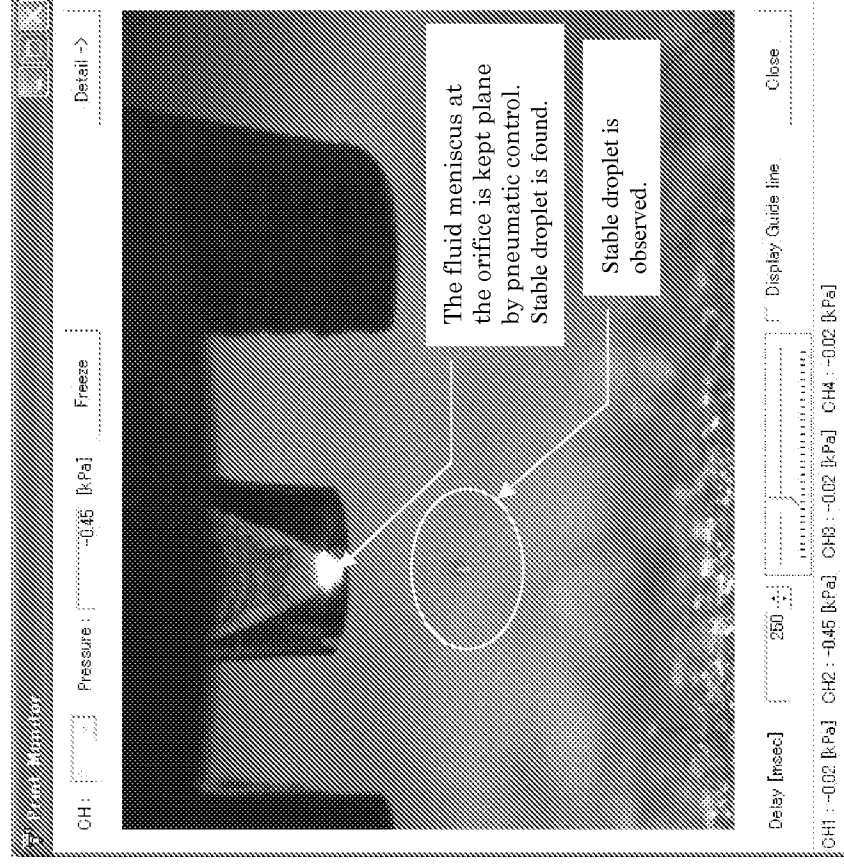 Print Monitor
CH :
Pressure :
-0.45 [kPa]
Freeze
Detail ->
The fluid meniscus at
the orifice is kept plane
by pneumatic control.
Stable droplet is found.
Stable droplet is
observed.
Delay [msec]
250
Display Guide line
Close
CH1 : -0.02 [kPa] CH2 : -0.45 [kPa] CH3 : -0.02 [kPa] CH4 : -0.02 [kPa]